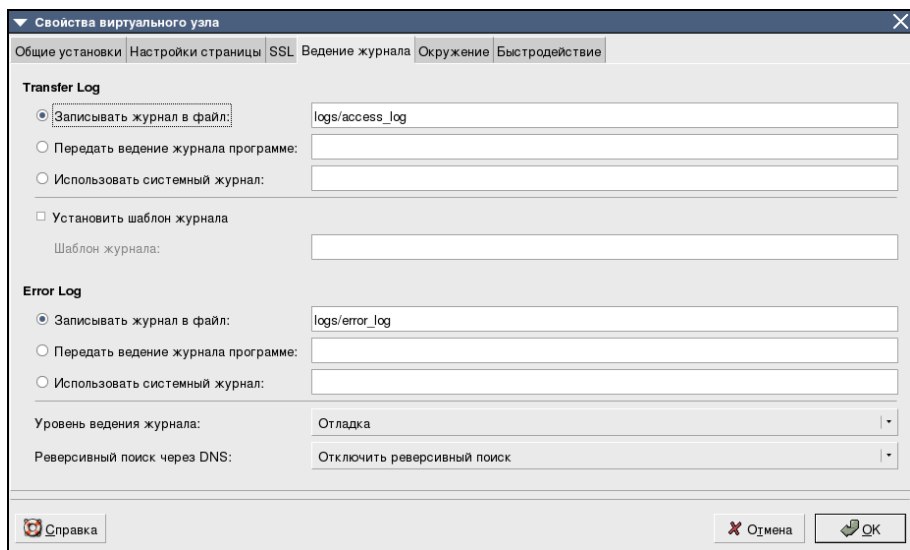 Свойства виртуального узла
Общие установки Настройки страницы SSL Ведение журнала Окружение Быстродействие
Transfer Log
Записывать журнал в файл: logs/access_log
Передать ведение журнала программе:
Использовать системный журнал:
Установить шаблон журнала
Шаблон журнала:
Error Log
Записывать журнал в файл: logs/error_log
Передать ведение журнала программе:
Использовать системный журнал:
Уровень ведения журнала: Отладка
Реверсивный поиск через DNS: Отключить реверсивный поиск
Справка Отмена OK